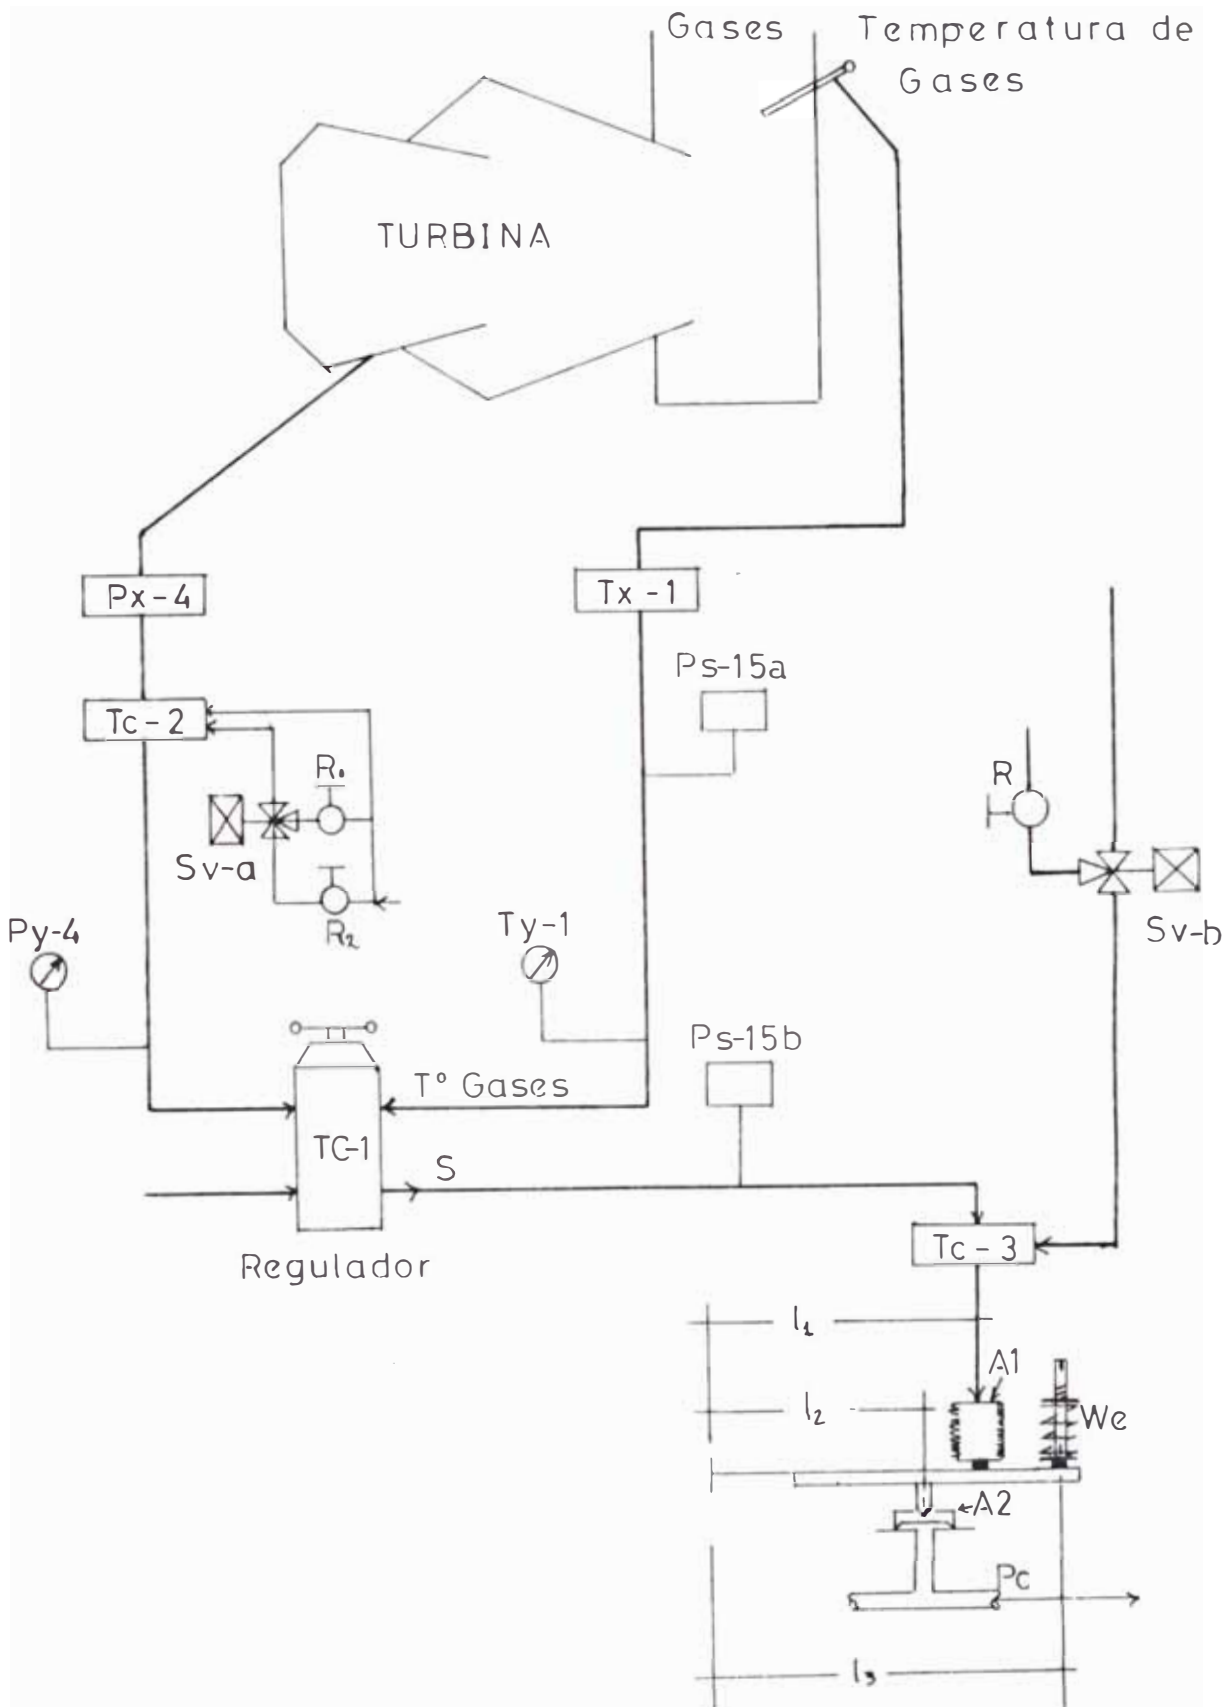 Gases
Temperatura de
Gases
TURBINA
Px-4
Tx-1
Ps-15a
Tc-2
R1
R
Sv-a
R2
Py-4
Ty-1
Sv-b
Ps-15b
T° Gases
TC-1
S
Regulador
Tc-3
l1
A1
l2
We
A2
Pc
l3